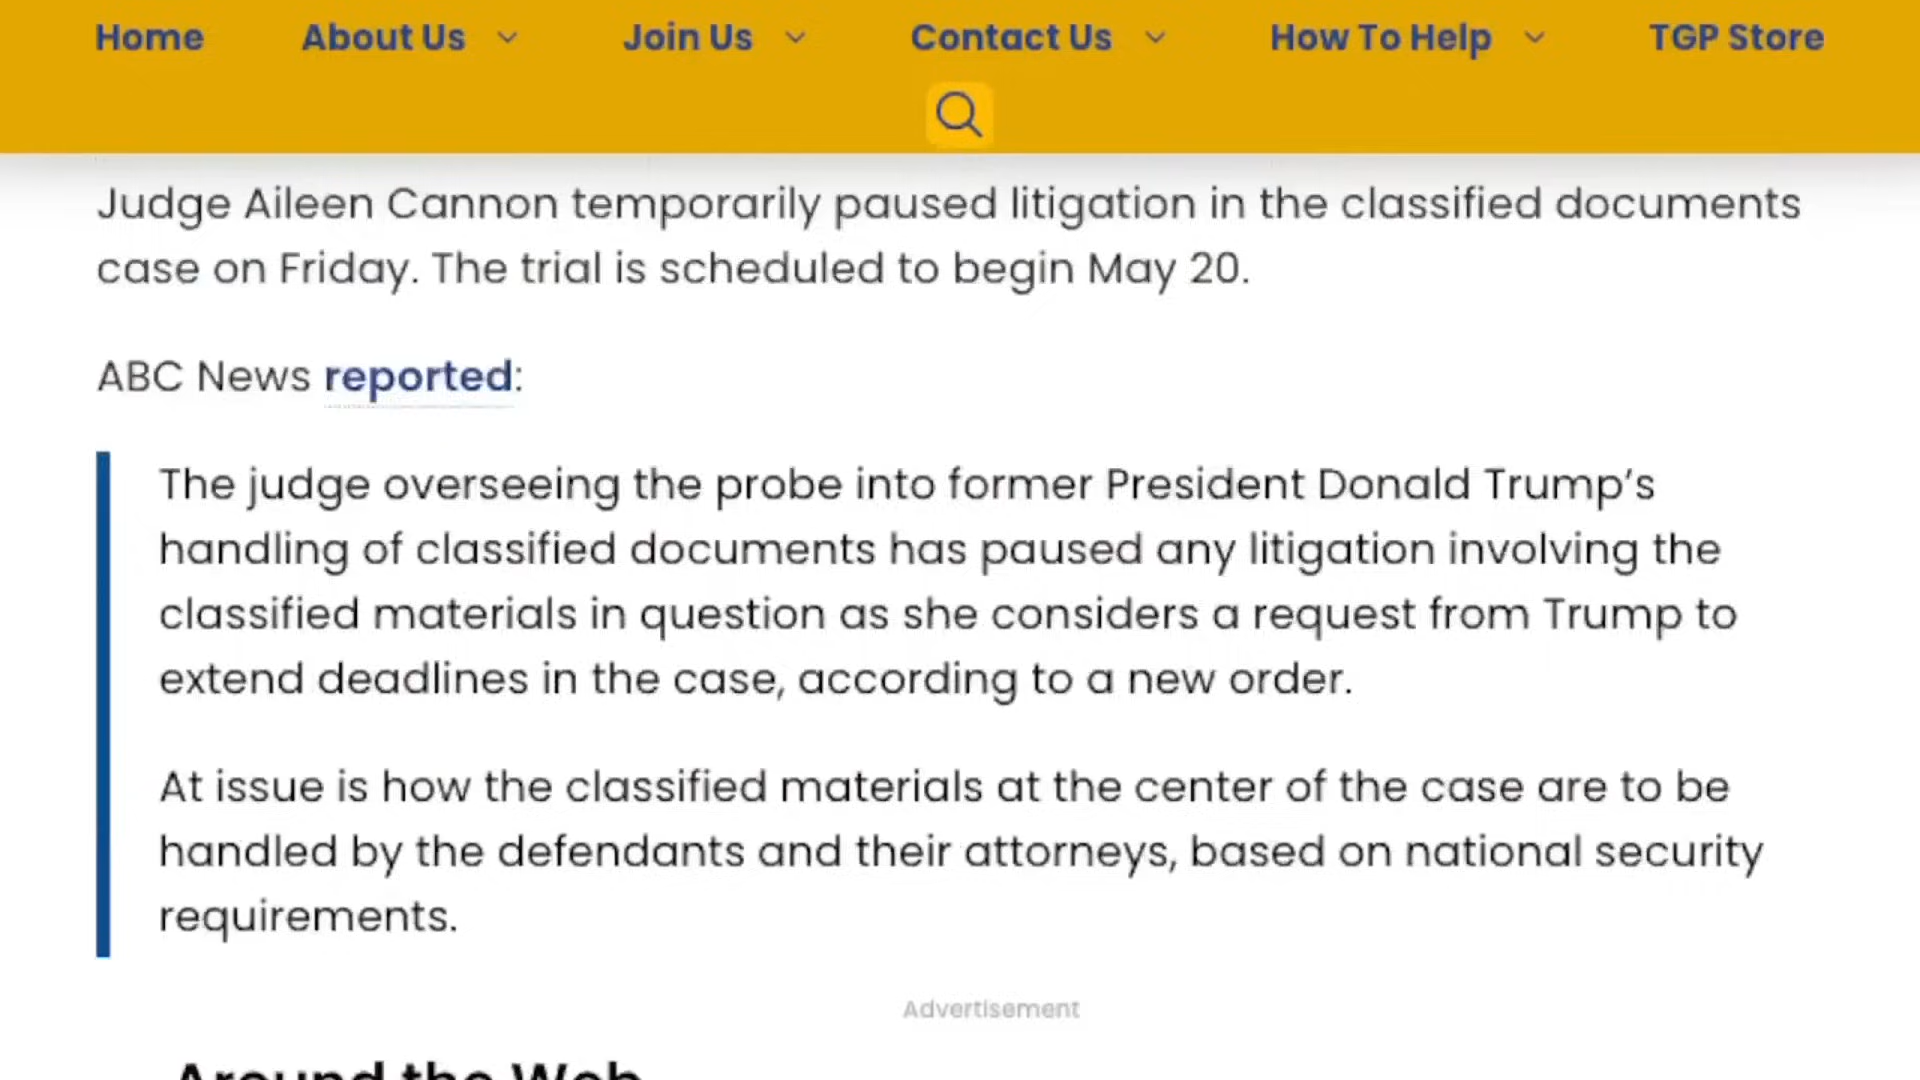 Home About Us Join Us Contact Us How To Help TGP Store
Judge Aileen Cannon temporarily paused litigation in the classified documents
case on Friday. The trial is scheduled to begin May 20.
ABC News reported:
The judge overseeing the probe into former President Donald Trump’s
handling of classified documents has paused any litigation involving the
classified materials in question as she considers a request from Trump to
extend deadlines in the case, according to a new order.
At issue is how the classified materials at the center of the case are to be
handled by the defendants and their attorneys, based on national security
requirements.
Advertisement
Around the Web